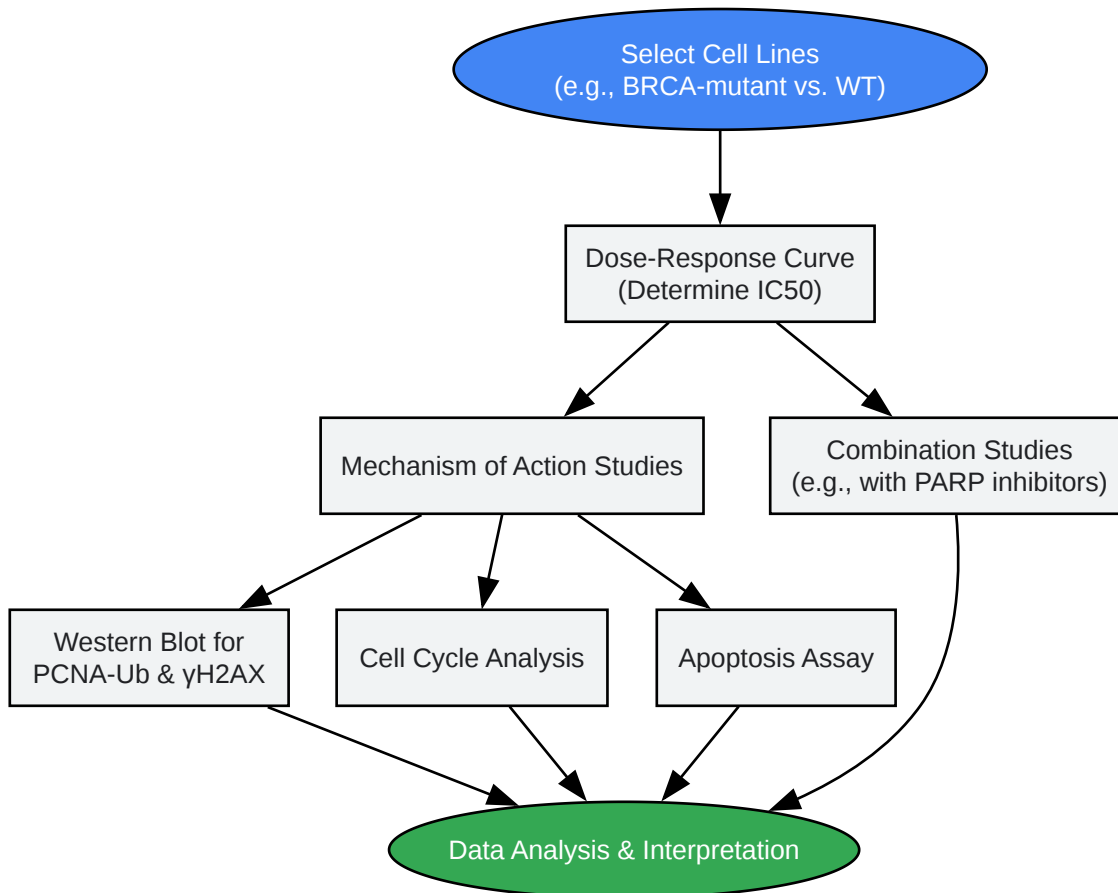 Select Cell Lines
(e.g., BRCA-mutant vs. WT)
Dose-Response Curve
(Determine IC50)
Mechanism of Action Studies
Combination Studies
(e.g., with PARP inhibitors)
Western Blot for
PCNA-Ub & γH2AX
Cell Cycle Analysis
Apoptosis Assay
Data Analysis & Interpretation